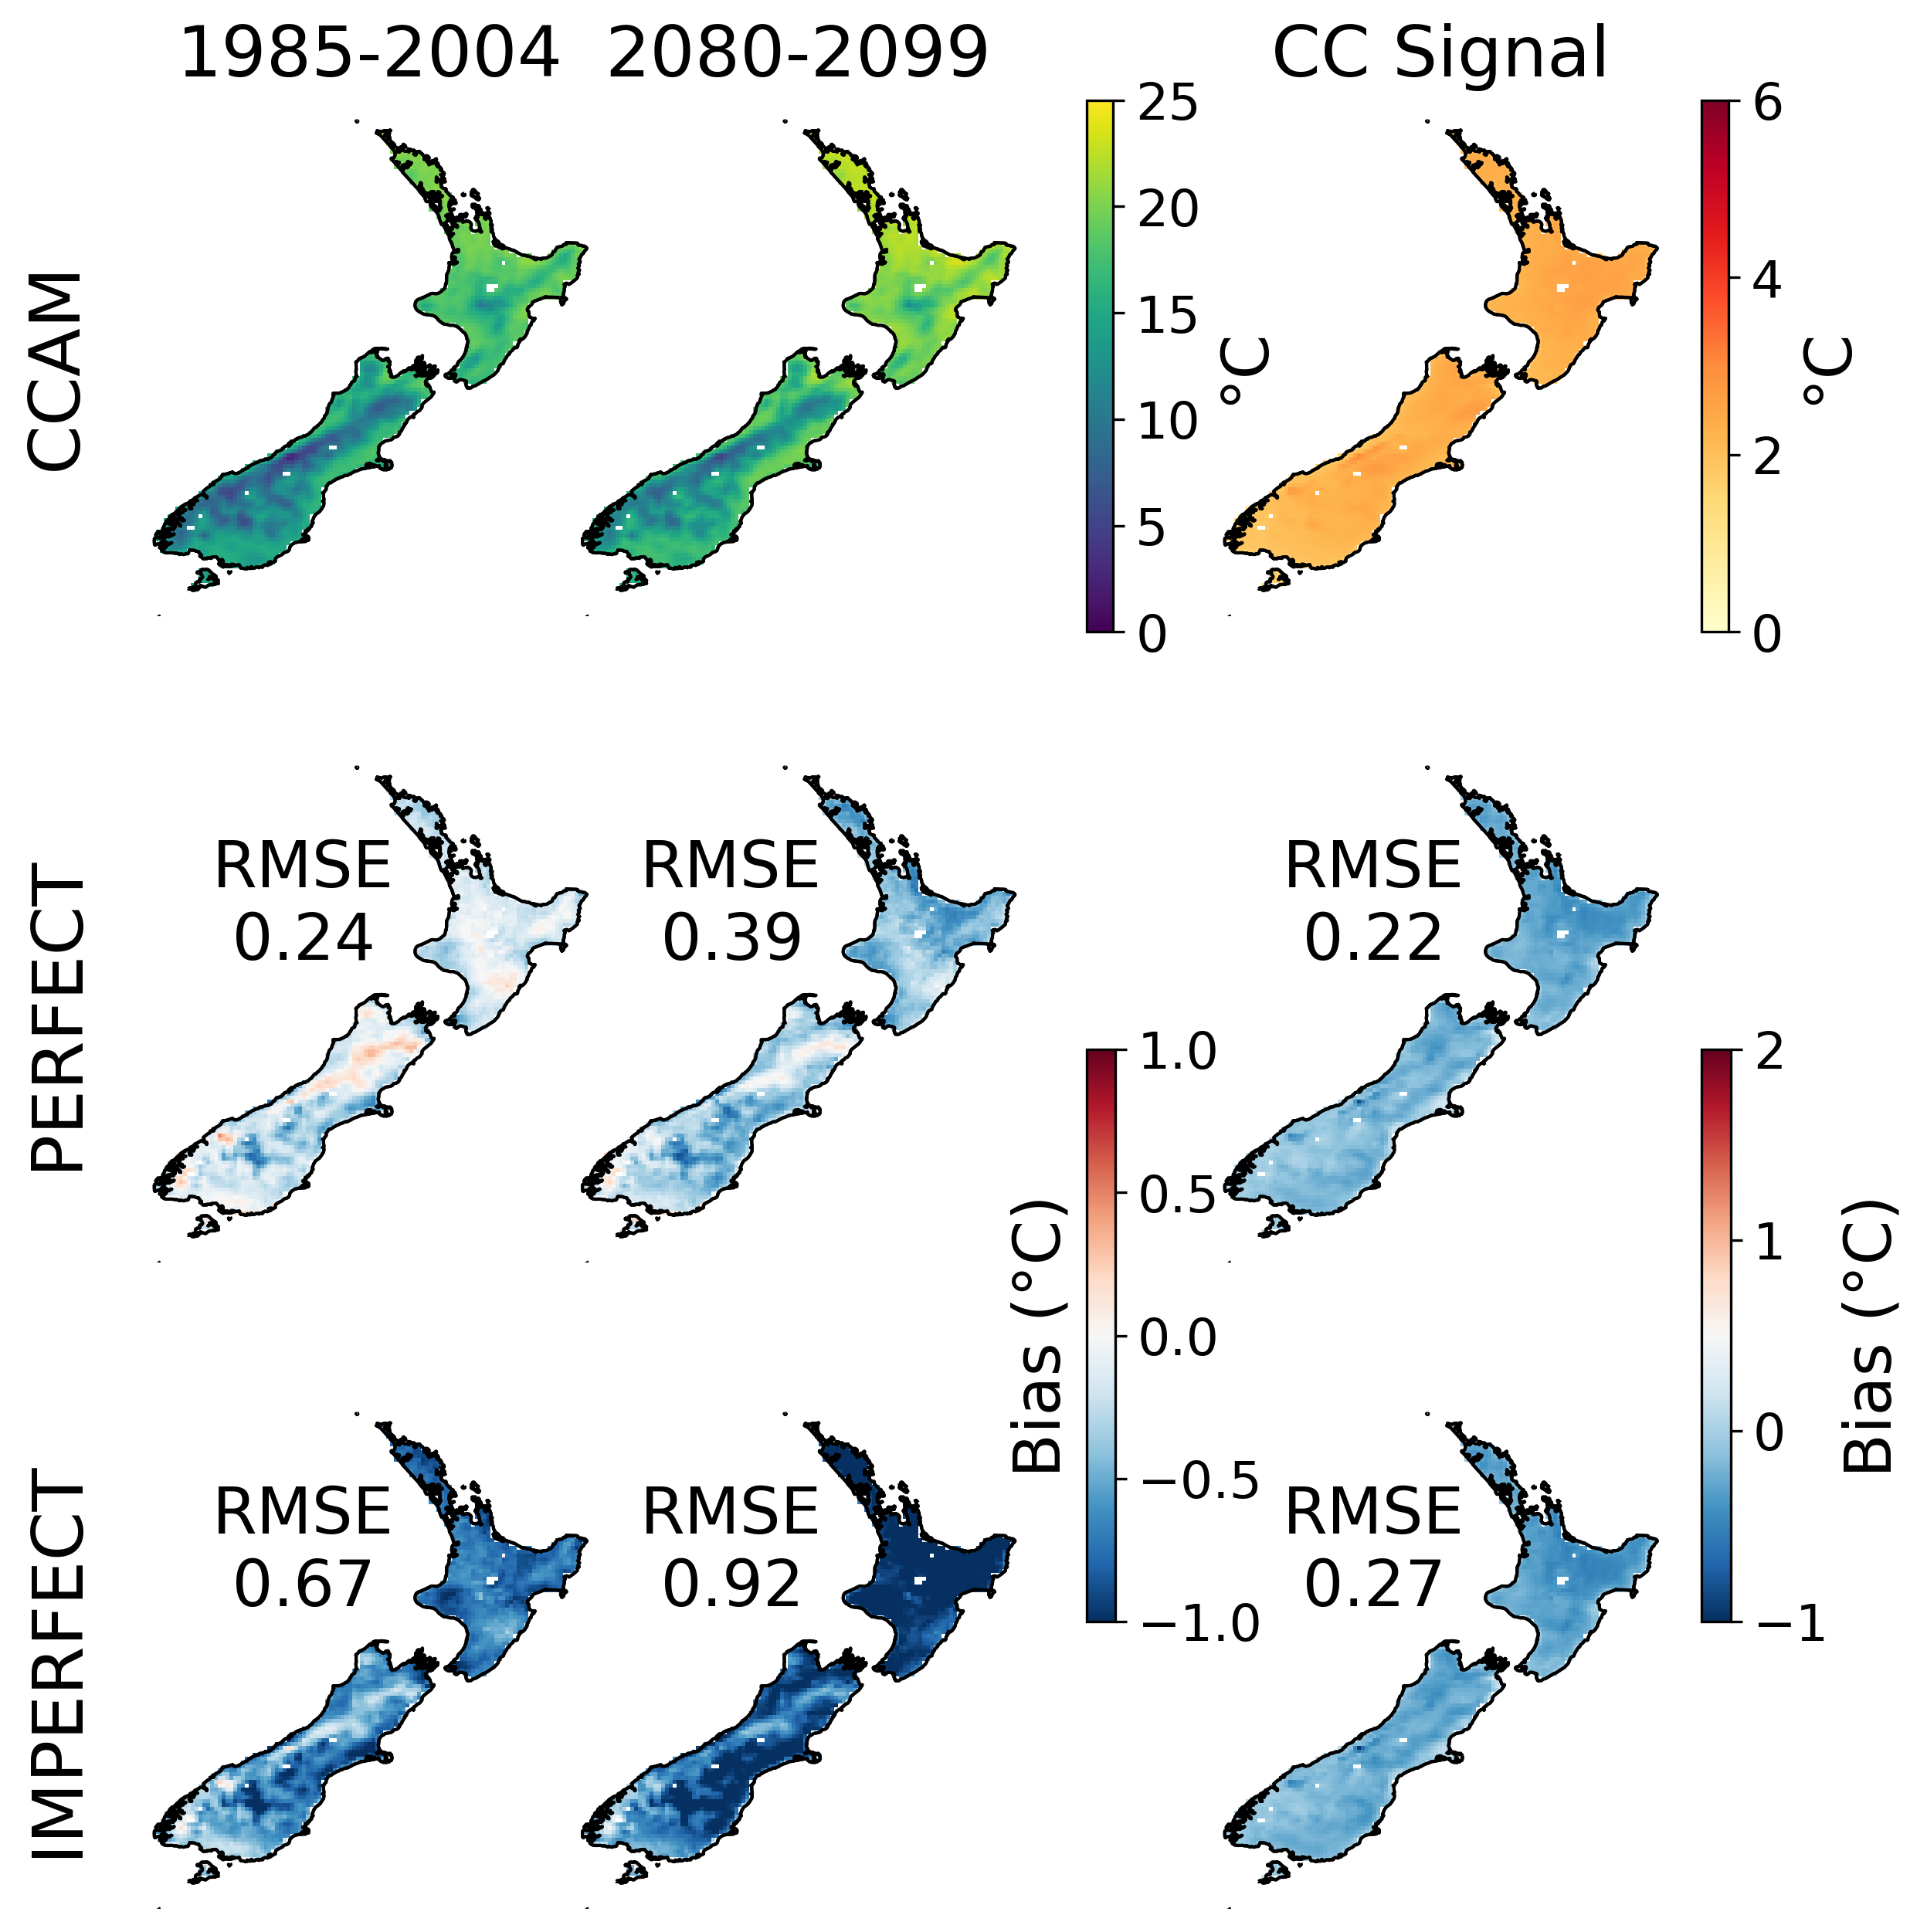 1985-2004
2080-2099
CC Signal
CCAM
25
20
15
10
5
0
°C
6
4
2
0
°C
PERFECT
RMSE
0.24
RMSE
0.39
RMSE
0.22
IMPERFECT
RMSE
0.67
RMSE
0.92
RMSE
0.27
Bias (°C)
1.0
0.5
0.0
−0.5
−1.0
2
1
0
−1
Bias (°C)